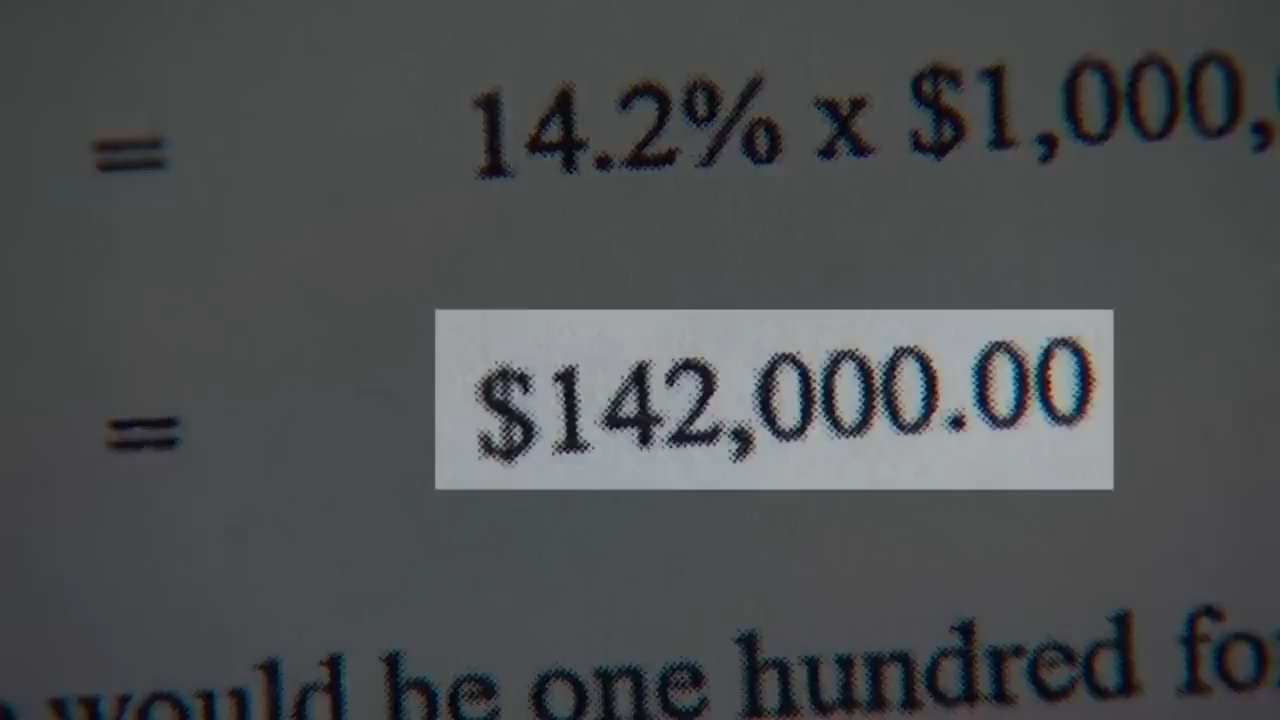 = 14.2% x $1,000,
= $142,000.00
would be one hundred